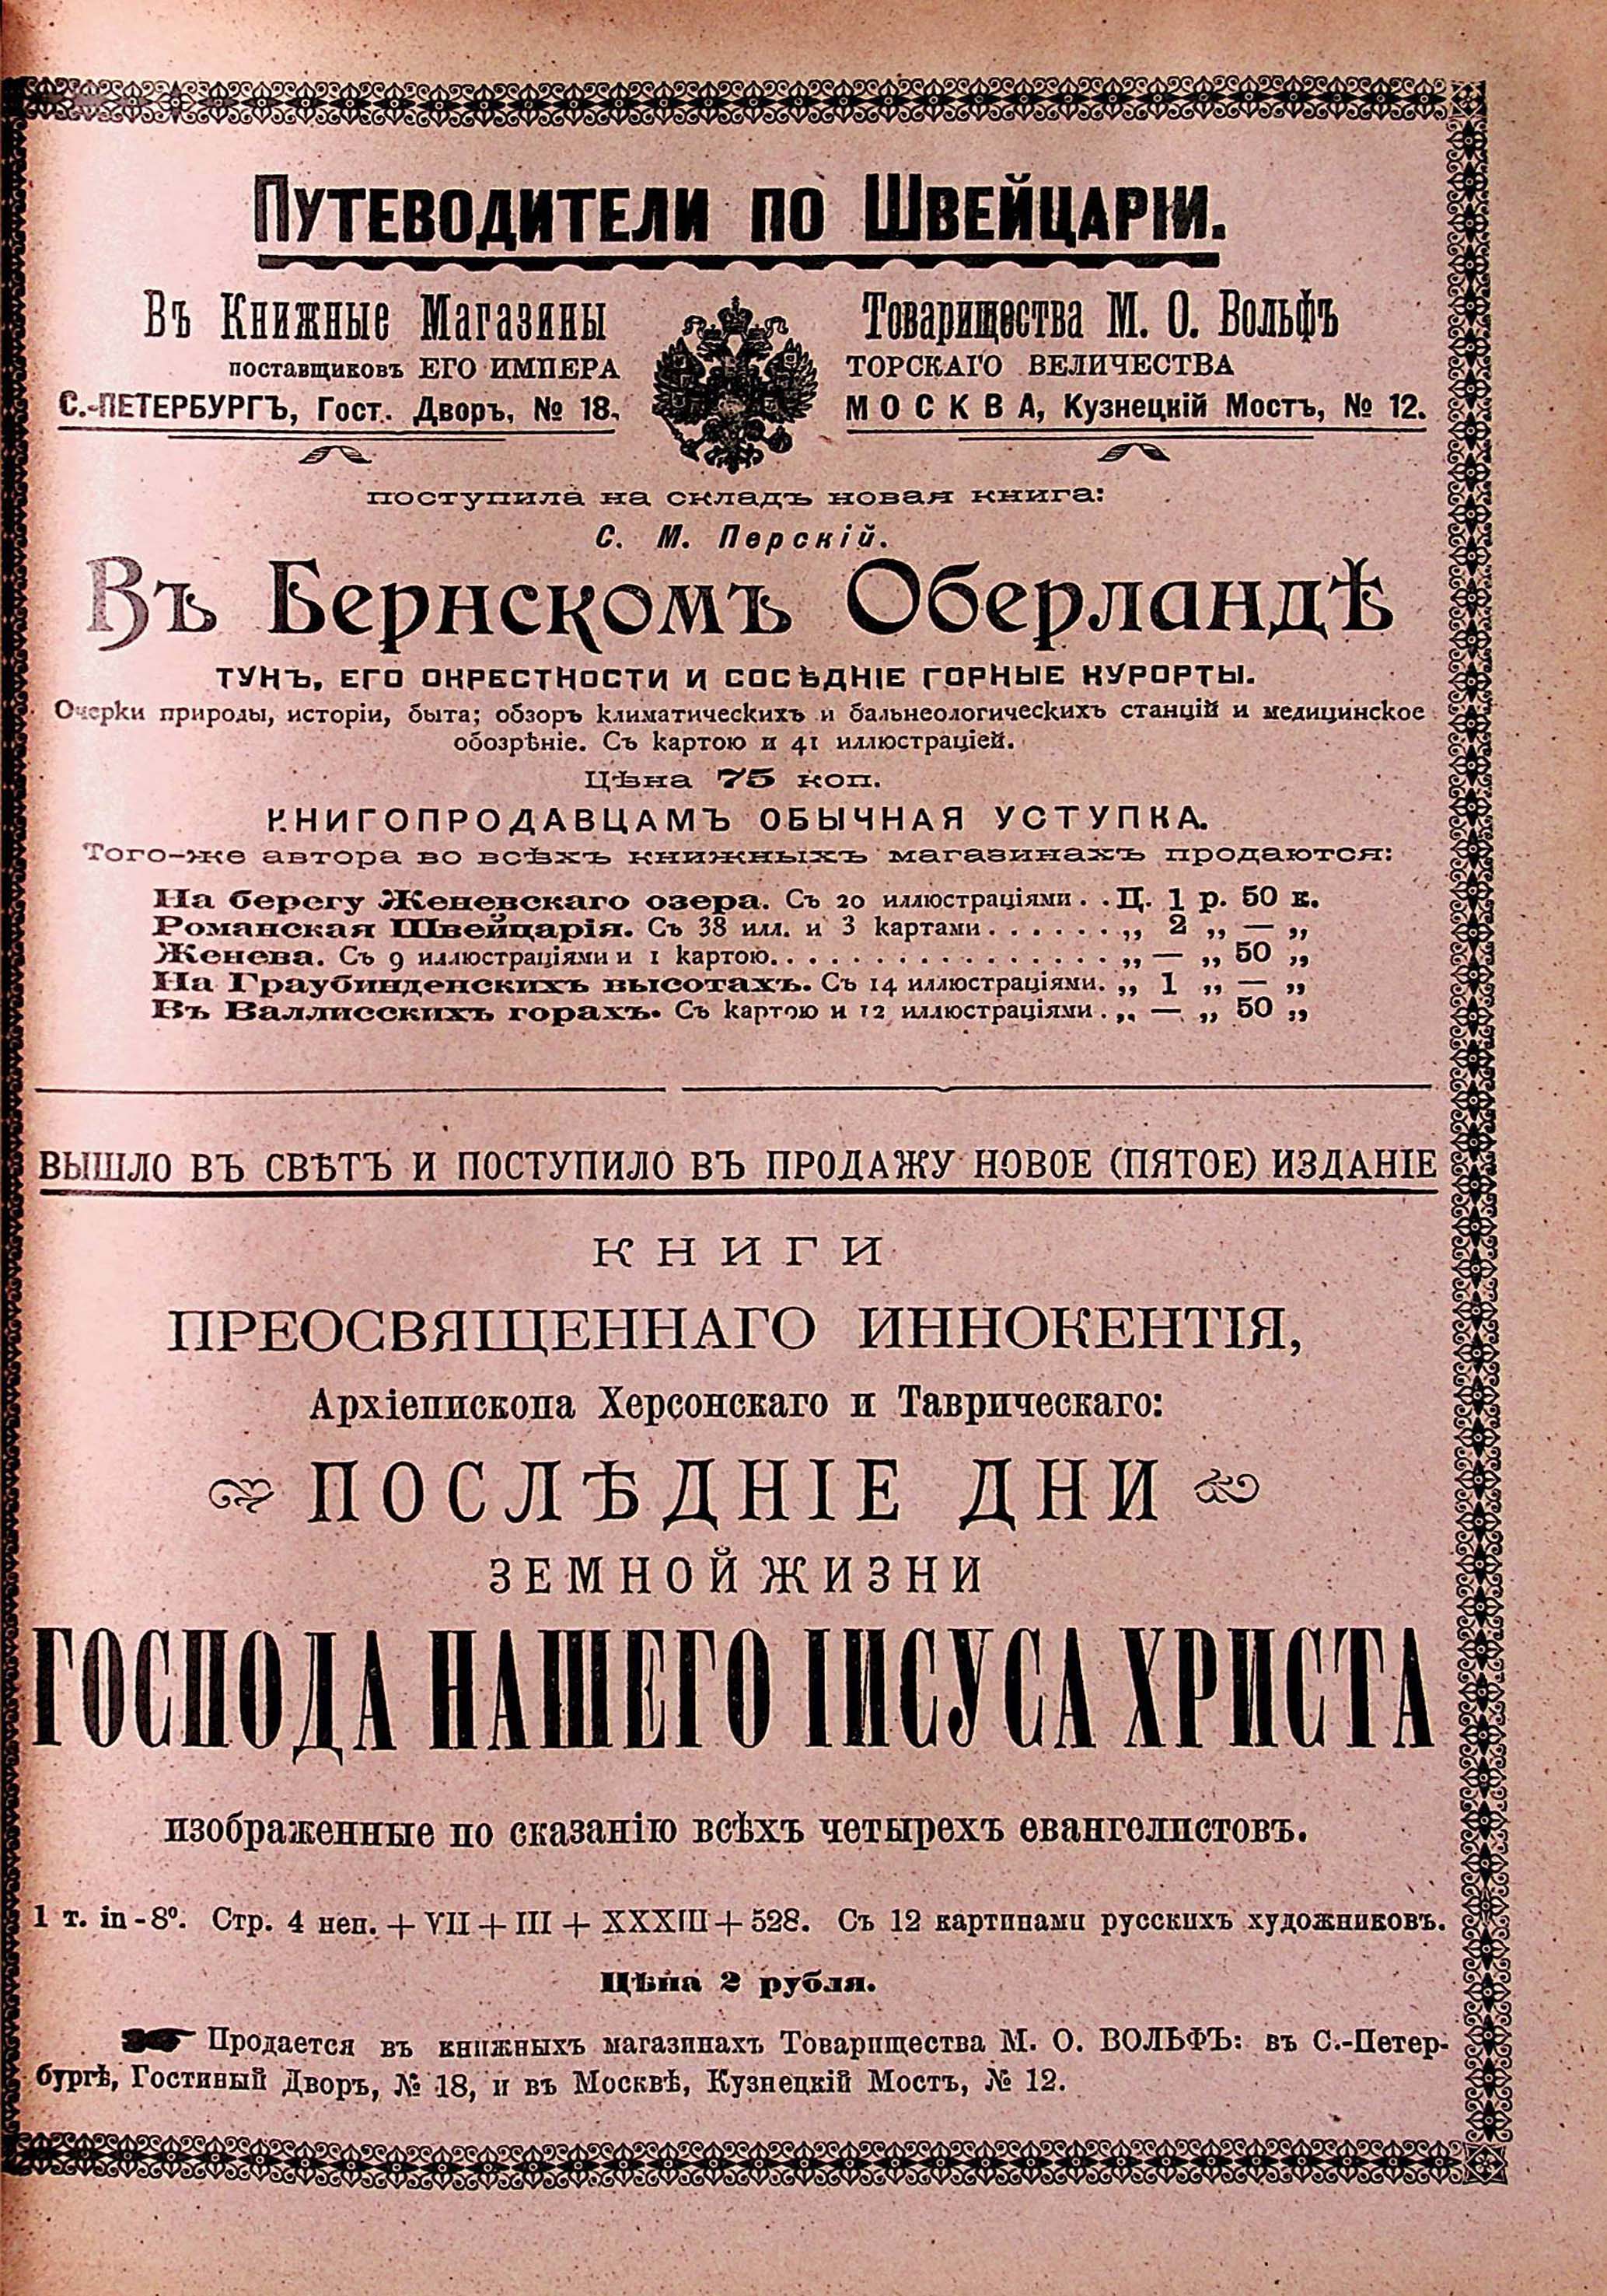 Путеводители по Швейцаріи.
Въ Книжные Магазины Товарищества М. О. Вольфъ
поставщиковъ ЕГО ИМПЕРАТОРСКАГО ВЕЛИЧЕСТВА
С.-ПЕТЕРБУРГЪ, Гост. Дворъ, № 18. МОСКВА, Кузнецкій Мостъ, № 12.
поступила на складъ новая книга:
С. М. Перскій.
Въ Бернскомъ Оберландѣ
ТУНЪ, ЕГО ОКРЕСТНОСТИ И СОСѢДНІЕ ГОРНЫЕ КУРОРТЫ.
Очерки природы, исторіи, быта; обзоръ климатическихъ и бальнеологическихъ станцій и медицинское
обозрѣніе. Съ картою и 41 иллюстраціей.
Цѣна 75 коп.
КНИГОПРОДАВЦАМЪ ОБЫЧНАЯ УСТУПКА.
Того-же автора во всѣхъ книжныхъ магазинахъ продаются:
На берегу Женевскаго озера. Съ 20 иллюстраціями . . Ц. 1 р. 50 к.
Романская Швейцарія. Съ 38 илл. и 3 картами . . . . . . „ 2 „ — „
Женева. Съ 9 иллюстраціями и 1 картою. . . . . . . . . . . . . . . . „ — „ 50 „
На Граубинденскихъ высотахъ. Съ 14 иллюстраціями. „ 1 „ — „
Въ Валлисскихъ горахъ. Съ картою и 12 иллюстраціями . „ — „ 50 „
ВЫШЛО ВЪ СВѢТЪ И ПОСТУПИЛО ВЪ ПРОДАЖУ НОВОЕ (ПЯТОЕ) ИЗДАНІЕ
КНИГИ
ПРЕОСВЯЩЕННАГО ИННОКЕНТІЯ,
Архіепископа Херсонскаго и Таврическаго:
ПОСЛѢДНІЕ ДНИ
ЗЕМНОЙ ЖИЗНИ
ГОСПОДА НАШЕГО ІИСУСА ХРИСТА
изображенные по сказанію всѣхъ четырехъ евангелистовъ.
1 т. in-8°. Стр. 4 неп. + VII + III + XXXIII + 528. Съ 12 картинами русскихъ художниковъ.
Цѣна 2 рубля.
Продается въ книжныхъ магазинахъ Товарищества М. О. ВОЛЬФЪ: въ С.-Петер-
бургѣ, Гостиный Дворъ, № 18, и въ Москвѣ, Кузнецкій Мостъ, № 12.